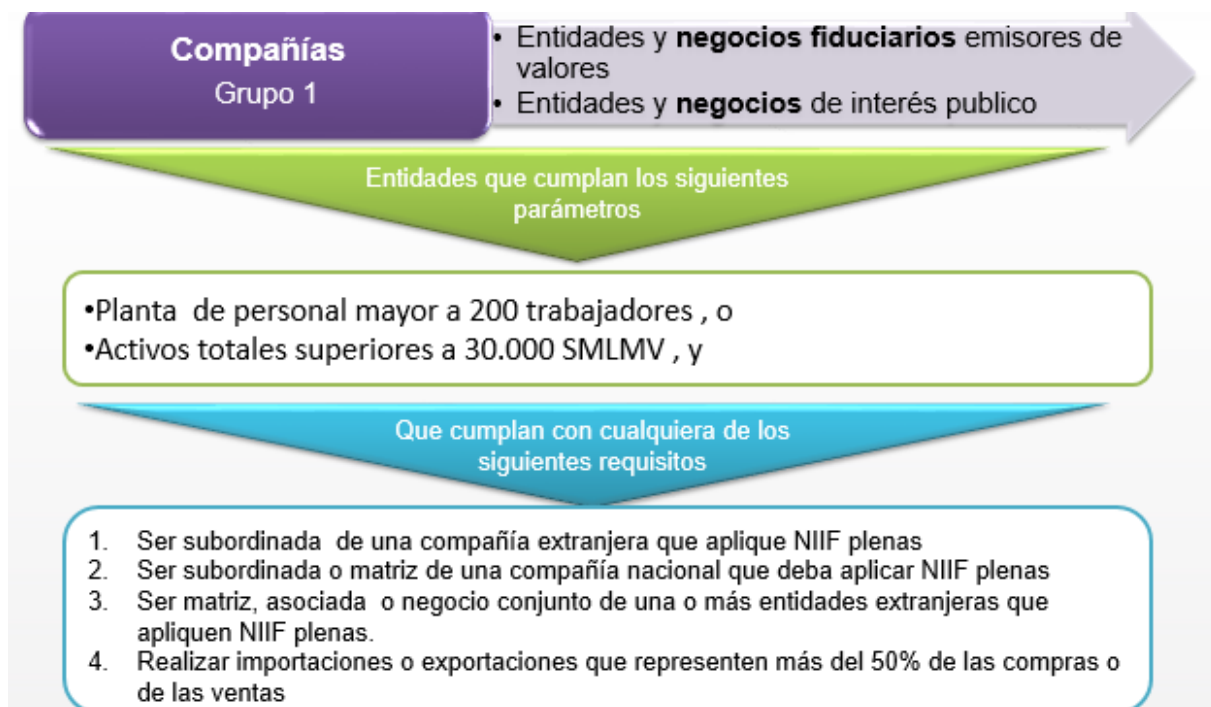 Compañías
Grupo 1
• Entidades y negocios fiduciarios emisores de
valores
• Entidades y negocios de interés publico
Entidades que cumplan los siguientes
parámetros
•Planta  de personal mayor a 200 trabajadores , o
•Activos totales superiores a 30.000 SMLMV , y
Que cumplan con cualquiera de los
siguientes requisitos
1. Ser subordinada  de una compañía extranjera que aplique NIIF plenas
2. Ser subordinada o matriz de una compañía nacional que deba aplicar NIIF plenas
3. Ser matriz, asociada  o negocio conjunto de una o más entidades extranjeras que
apliquen NIIF plenas.
4. Realizar importaciones o exportaciones que representen más del 50% de las compras o
de las ventas